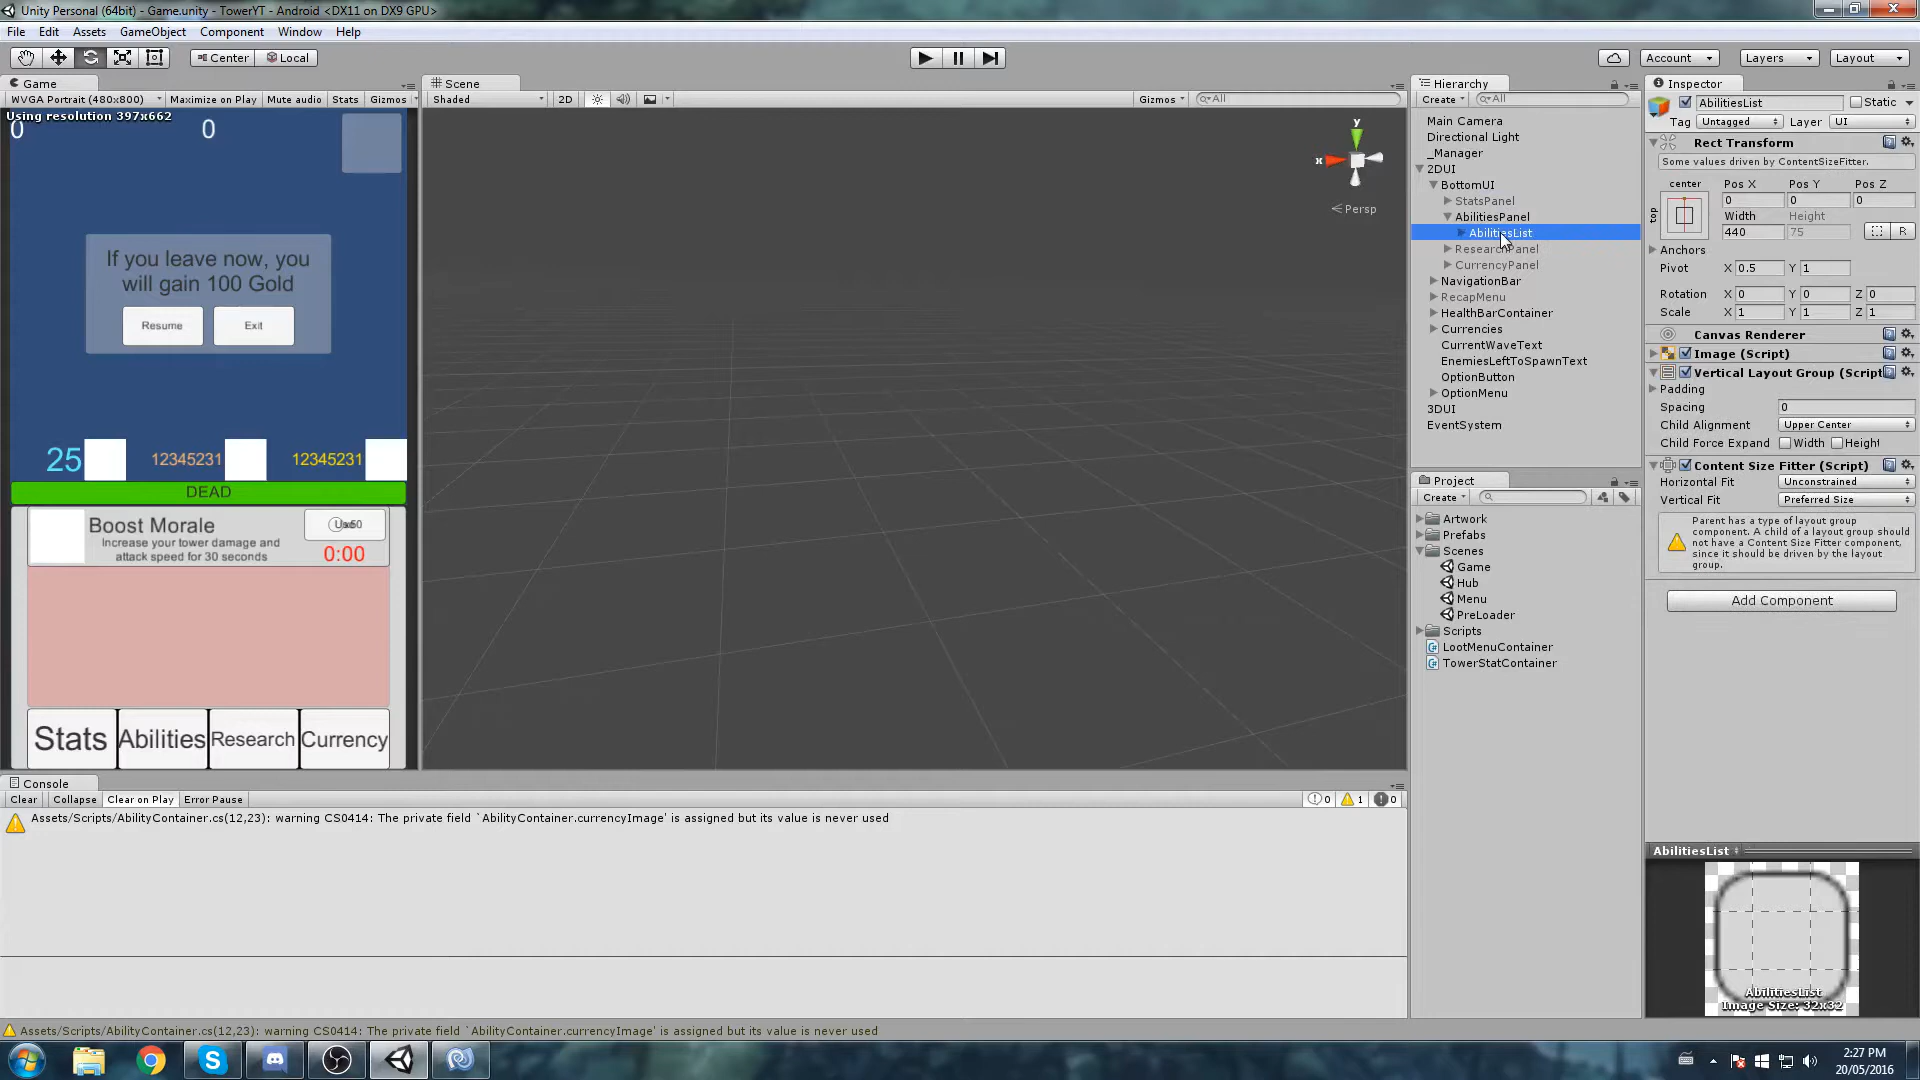 Unity Personal (64bit) - Game.unity - TowerYT - Android <DX11 on DX9 GPU>
File Edit Assets GameObject Component Window Help
Center Local Account Layers Layout
Game
WVGA Portrait (480x800) Maximize on Play Mute audio Stats Gizmos
Using resolution 397x662
0 0
If you leave now, you
will gain 100 Gold
Resume Exit
25 12345231 12345231
DEAD
Boost Morale
Increase your tower damage and
attack speed for 30 seconds
0:00
Stats Abilities Research Currency
Scene
Shaded 2D Gizmos All
y
x
Persp
Hierarchy
Create All
Main Camera
Directional Light
_Manager
2DUI
BottomUI
StatsPanel
AbilitiesPanel
AbilitiesList
ResearchPanel
CurrencyPanel
NavigationBar
RecapMenu
HealthBarContainer
Currencies
CurrentWaveText
EnemiesLeftToSpawnText
OptionButton
OptionMenu
3DUI
EventSystem
Project
Create
Artwork
Prefabs
Scenes
Game
Hub
Menu
PreLoader
Scripts
LootMenuContainer
TowerStatContainer
Inspector
AbilitiesList Static
Tag Untagged Layer UI
Rect Transform
Some values driven by ContentSizeFitter.
center Pos X Pos Y Pos Z
top 0 0 0
Width Height
440 75 R
Anchors
Pivot X 0.5 Y 1
Rotation X 0 Y 0 Z 0
Scale X 1 Y 1 Z 1
Canvas Renderer
Image (Script)
Vertical Layout Group (Script
Padding
Spacing 0
Child Alignment Upper Center
Child Force Expand Width Height
Content Size Fitter (Script)
Horizontal Fit Unconstrained
Vertical Fit Preferred Size
Parent has a type of layout group
component. A child of a layout group should
not have a Content Size Fitter component,
since it should be driven by the layout
group.
Add Component
AbilitiesList
AbilitiesList
Image Size: 32x32
Console
Clear Collapse Clear on Play Error Pause 0 1 0
Assets/Scripts/AbilityContainer.cs(12,23): warning CS0414: The private field `AbilityContainer.currencyImage' is assigned but its value is never used
Assets/Scripts/AbilityContainer.cs(12,23): warning CS0414: The private field `AbilityContainer.currencyImage' is assigned but its value is never used
2:27 PM
20/05/2016